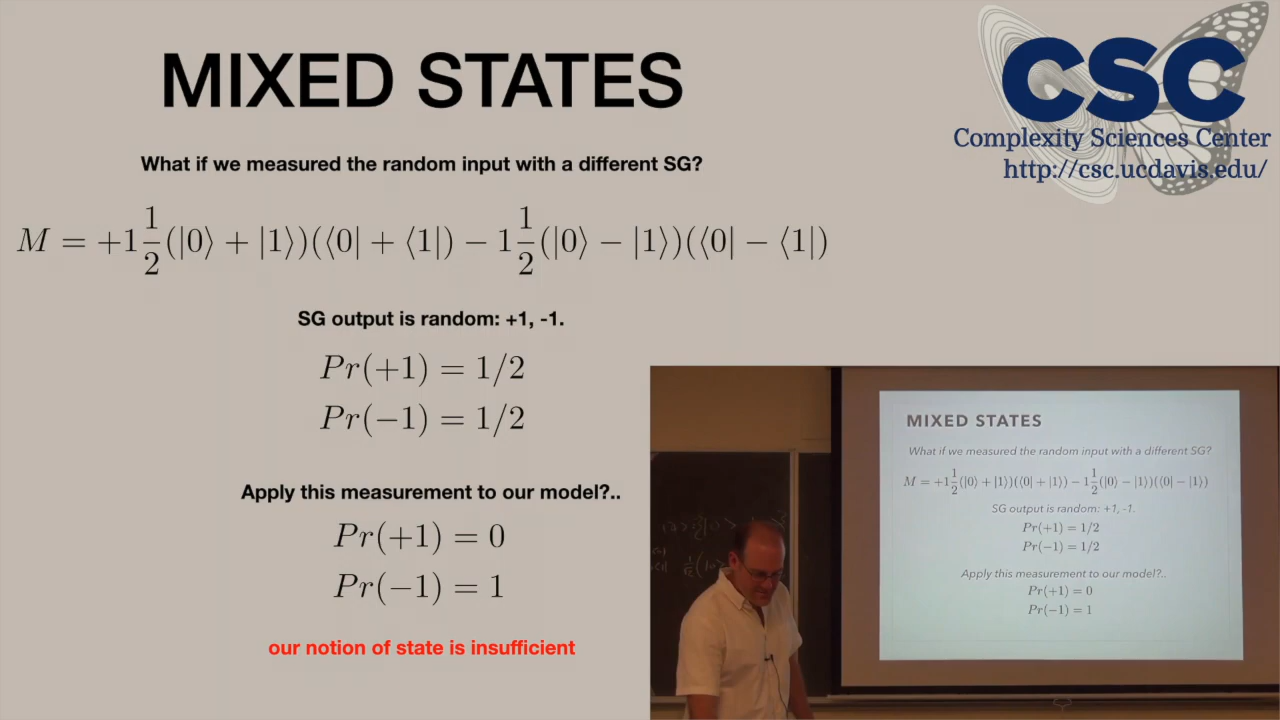 MIXED STATES
What if we measured the random input with a different SG?
M = +1\frac{1}{2}(|0⟩ + |1⟩)(⟨0| + ⟨1|) − 1\frac{1}{2}(|0⟩ − |1⟩)(⟨0| − ⟨1|)
SG output is random: +1, -1.
Pr(+1) = 1/2
Pr(−1) = 1/2
Apply this measurement to our model?..
Pr(+1) = 0
Pr(−1) = 1
our notion of state is insufficient
CSC
Complexity Sciences Center
http://csc.ucdavis.edu/
MIXED STATES
What if we measured the random input with a different SG?
M = +1\frac{1}{2}(|0⟩ + |1⟩)(⟨0| + |1⟩) − 1\frac{1}{2}(|0⟩ − |1⟩)(⟨0| − |1⟩)
SG output is random: +1, -1.
Pr(+1) = 1/2
Pr(−1) = 1/2
Apply this measurement to our model?..
Pr(+1) = 0
Pr(−1) = 1